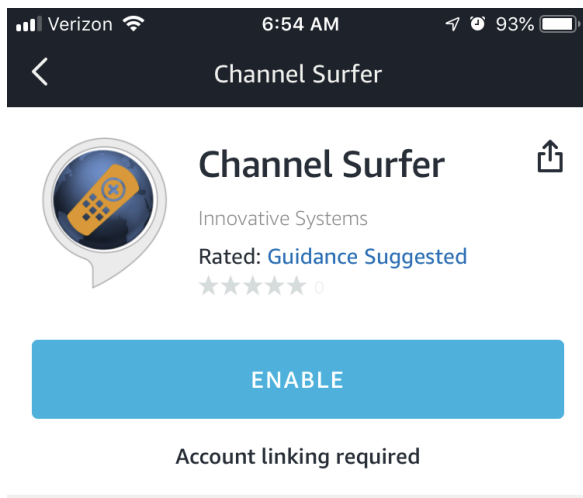 Verizon 6:54 AM 93%
Channel Surfer
Channel Surfer
Innovative Systems
Rated: Guidance Suggested
0
ENABLE
Account linking required